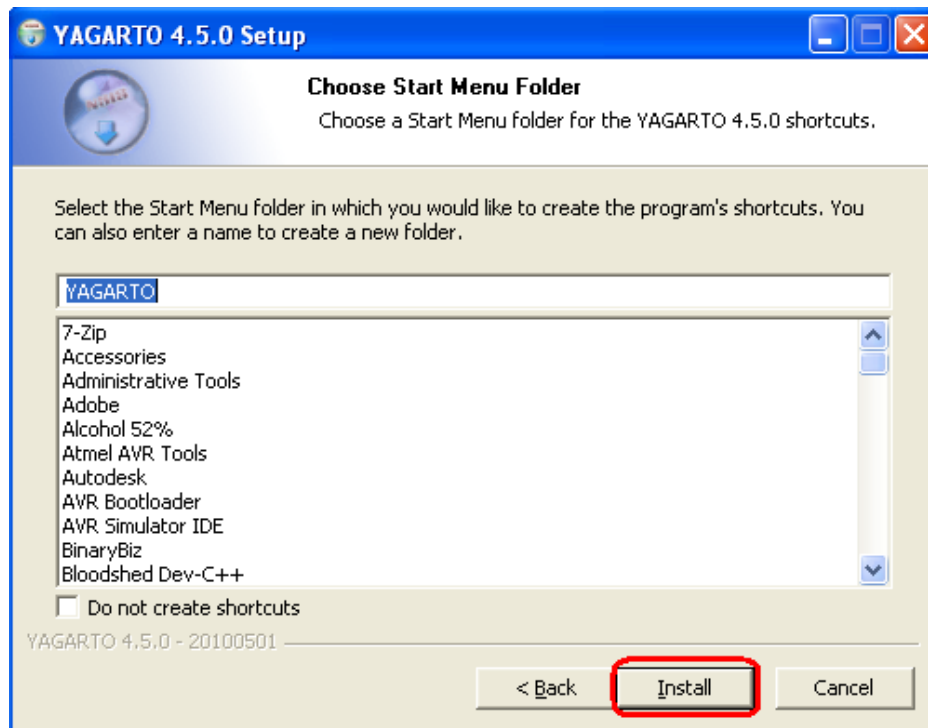 YAGARTO 4.5.0 Setup
Choose Start Menu Folder
Choose a Start Menu folder for the YAGARTO 4.5.0 shortcuts.
Select the Start Menu folder in which you would like to create the program's shortcuts. You
can also enter a name to create a new folder.
YAGARTO
7-Zip
Accessories
Administrative Tools
Adobe
Alcohol 52%
Atmel AVR Tools
Autodesk
AVR Bootloader
AVR Simulator IDE
BinaryBiz
Bloodshed Dev-C++
Do not create shortcuts
YAGARTO 4.5.0 - 20100501
< Back
Install
Cancel